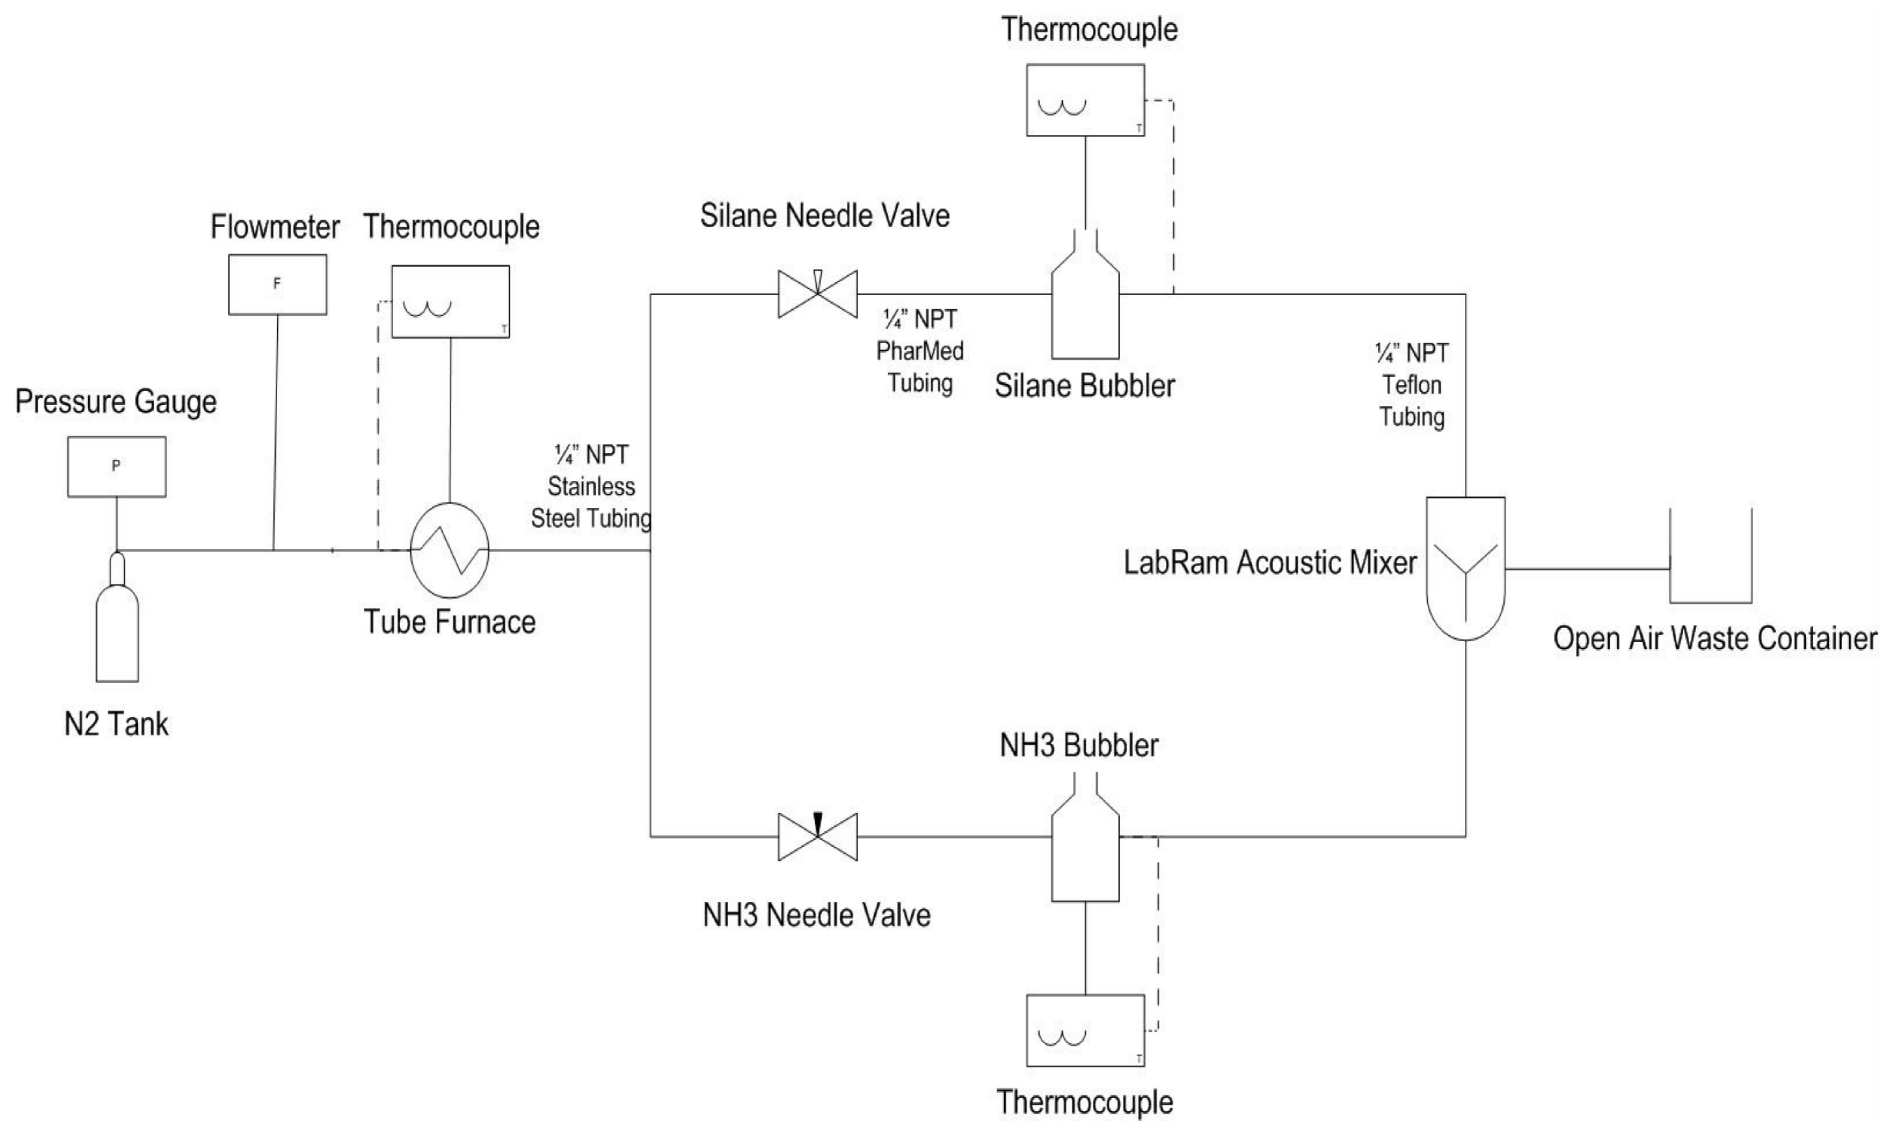 Thermocouple
T
Silane Needle Valve
Flowmeter
Thermocouple
F
T
¼” NPT
PharMed
Tubing
Silane Bubbler
¼” NPT
Teflon
Tubing
Pressure Gauge
P
¼” NPT
Stainless
Steel Tubing
LabRam Acoustic Mixer
Tube Furnace
Open Air Waste Container
N2 Tank
NH3 Bubbler
NH3 Needle Valve
T
Thermocouple